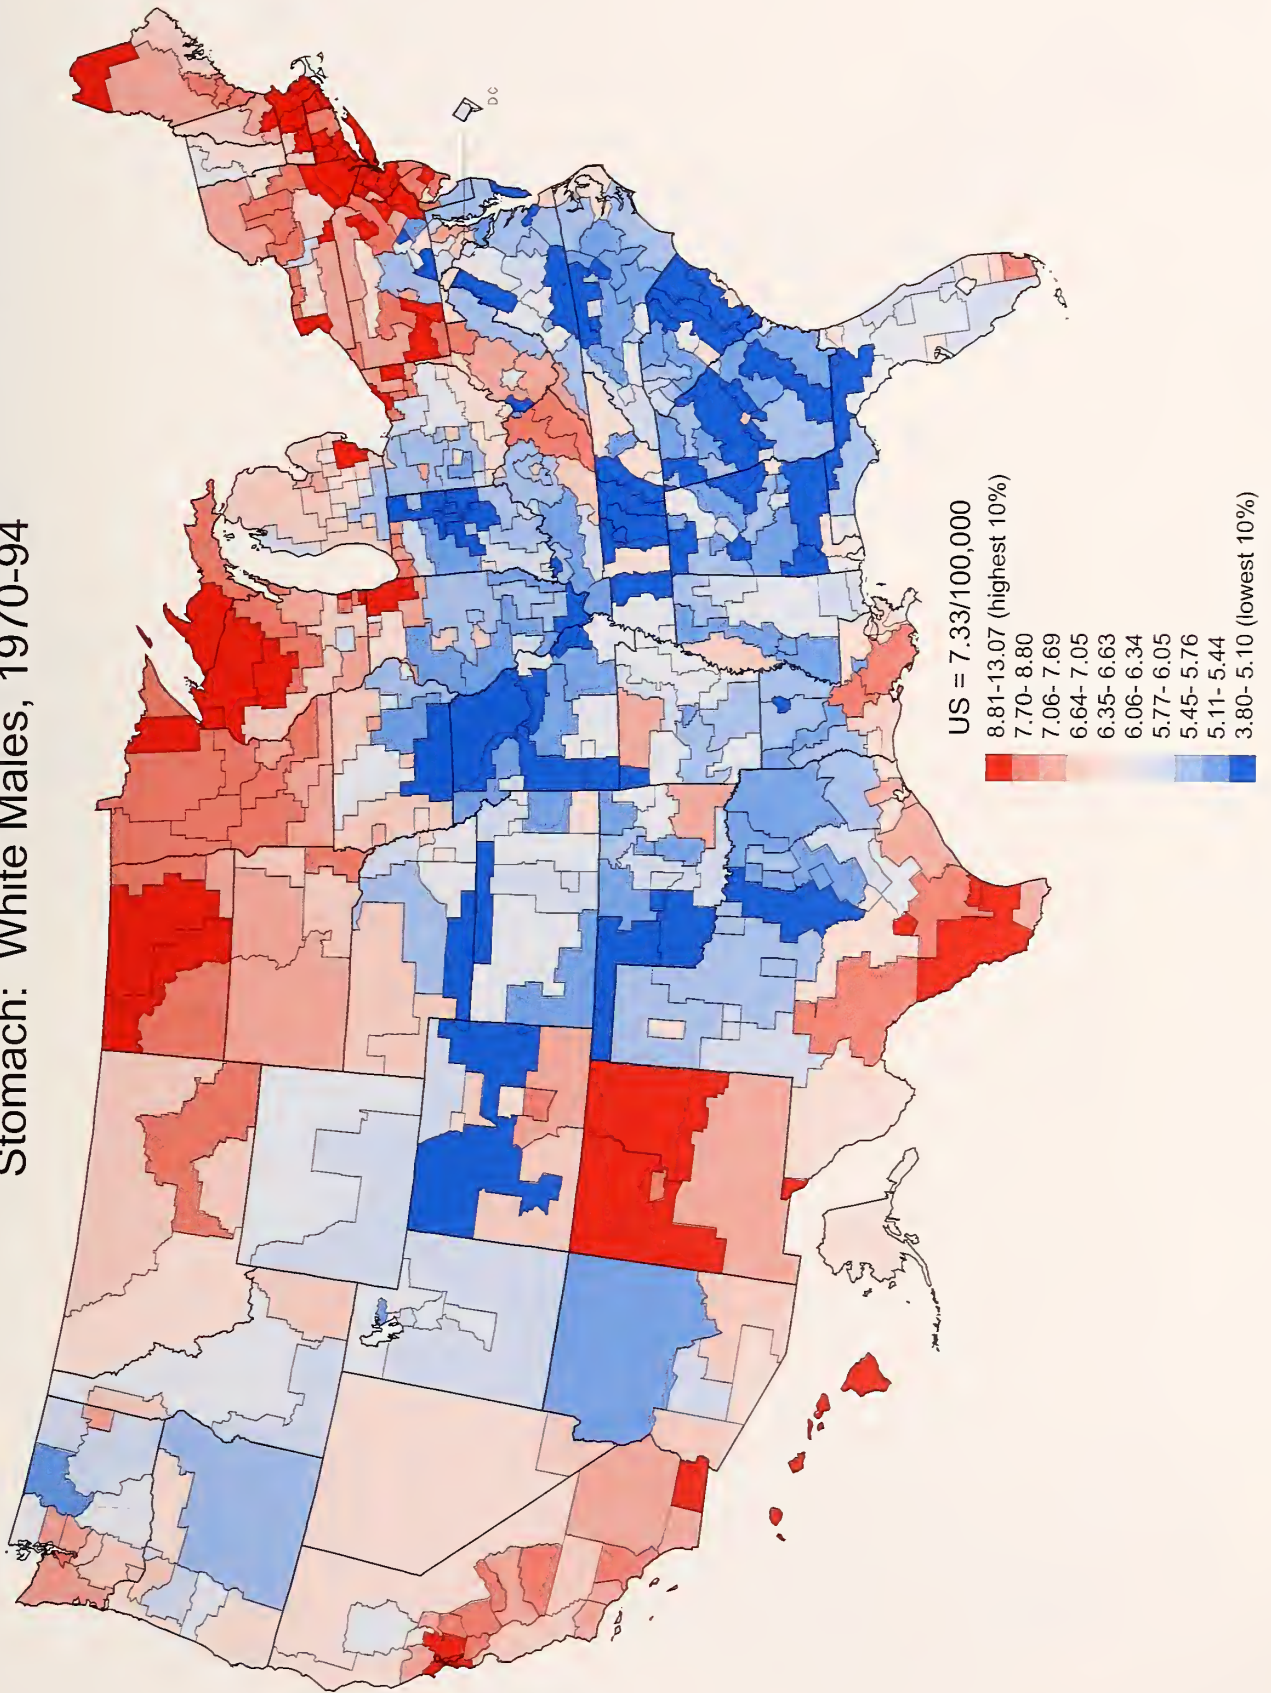 Stomach: White Males, 1970-94
DC
US = 7.33/100,000
8.81-13.07 (highest 10%)
7.70- 8.80
7.06- 7.69
6.64- 7.05
6.35- 6.63
6.06- 6.34
5.77- 6.05
5.45- 5.76
5.11- 5.44
3.80- 5.10 (lowest 10%)